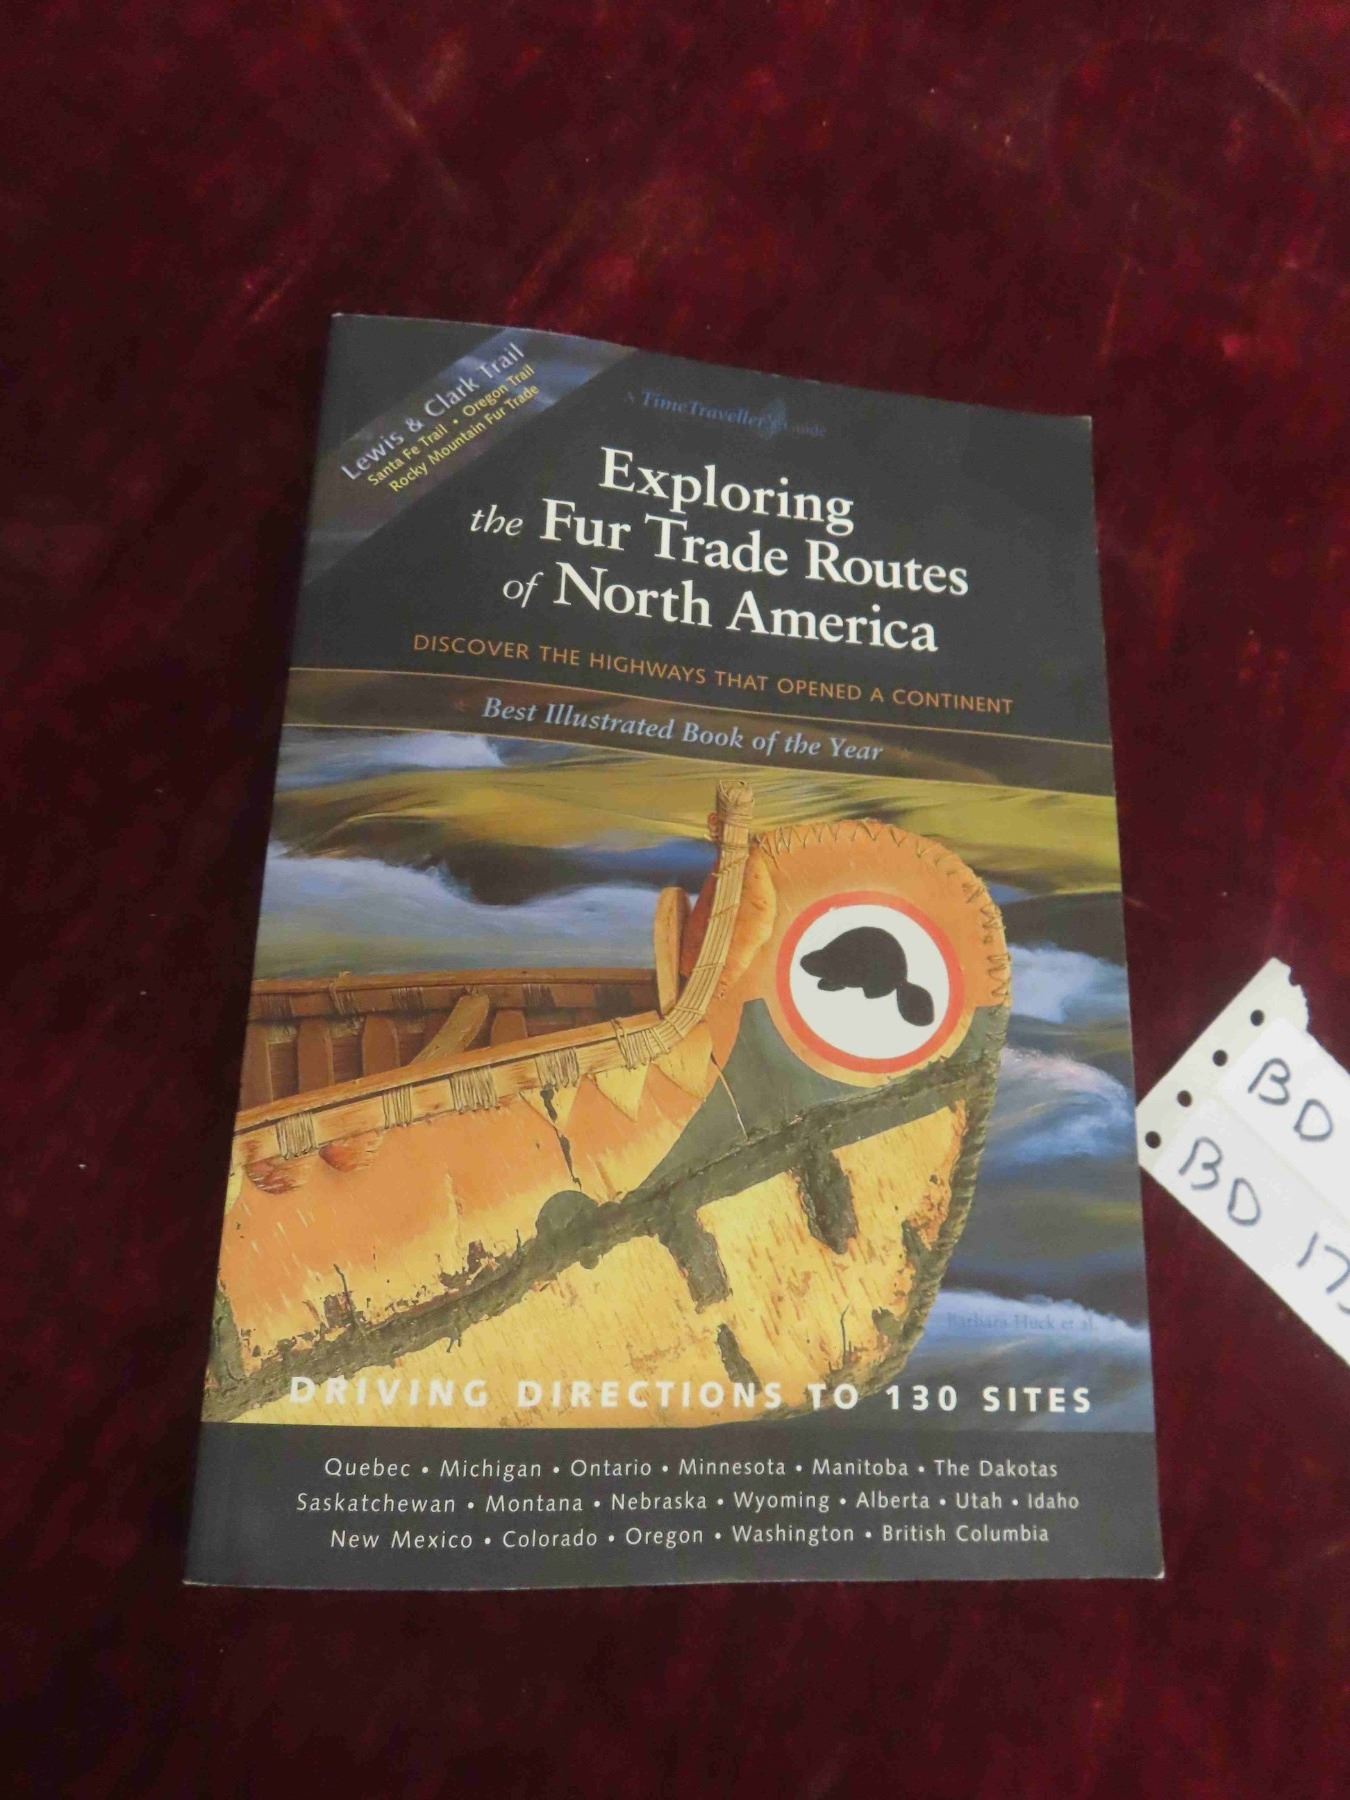 Lewis & Clark Trail
Santa Fe Trail • Oregon Trail
Rocky Mountain Fur Trade
A TimeTraveller's Guide
Exploring
the Fur Trade Routes
of North America
DISCOVER THE HIGHWAYS THAT OPENED A CONTINENT
Best Illustrated Book of the Year
Barbara Huck et al.
DRIVING DIRECTIONS TO 130 SITES
Quebec • Michigan • Ontario • Minnesota • Manitoba • The Dakotas
Saskatchewan • Montana • Nebraska • Wyoming • Alberta • Utah • Idaho
New Mexico • Colorado • Oregon • Washington • British Columbia
BD
BD 17